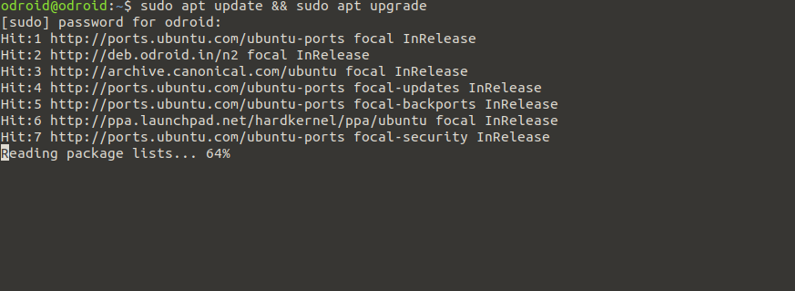 odroid@odroid:~$ sudo apt update && sudo apt upgrade
[sudo] password for odroid:
Hit:1 http://ports.ubuntu.com/ubuntu-ports focal InRelease
Hit:2 http://deb.odroid.in/n2 focal InRelease
Hit:3 http://archive.canonical.com/ubuntu focal InRelease
Hit:4 http://ports.ubuntu.com/ubuntu-ports focal-updates InRelease
Hit:5 http://ports.ubuntu.com/ubuntu-ports focal-backports InRelease
Hit:6 http://ppa.launchpad.net/hardkernel/ppa/ubuntu focal InRelease
Hit:7 http://ports.ubuntu.com/ubuntu-ports focal-security InRelease
Reading package lists... 64%